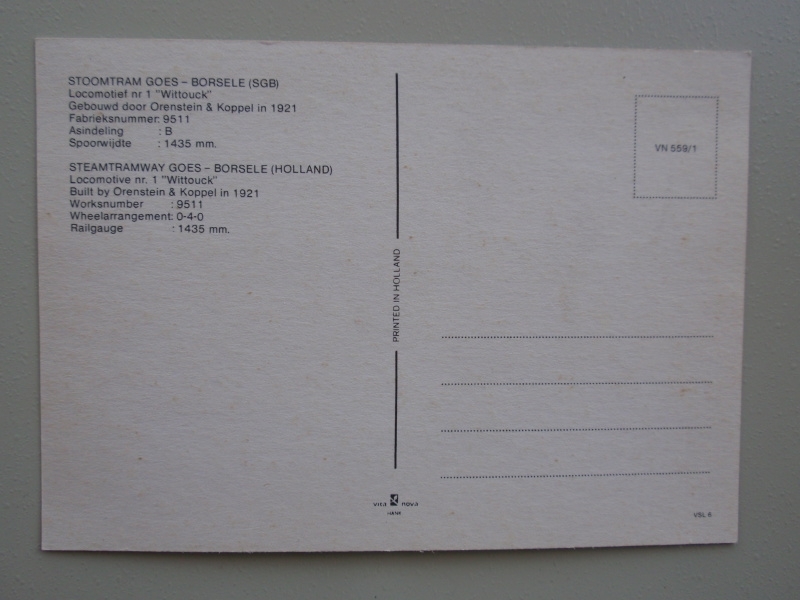 STOOMTRAM GOES – BORSELE (SGB)
Locomotief nr 1 "Wittouck"
Gebouwd door Orenstein & Koppel in 1921
Fabrieksnummer: 9511
Asindeling : B
Spoorwijdte : 1435 mm.
STEAMTRAMWAY GOES – BORSELE (HOLLAND)
Locomotive nr. 1 "Wittouck"
Built by Orenstein & Koppel in 1921
Worksnumber : 9511
Wheelarrangement: 0-4-0
Railgauge : 1435 mm.
PRINTED IN HOLLAND
VN 559/1
vita nova
VSL 6